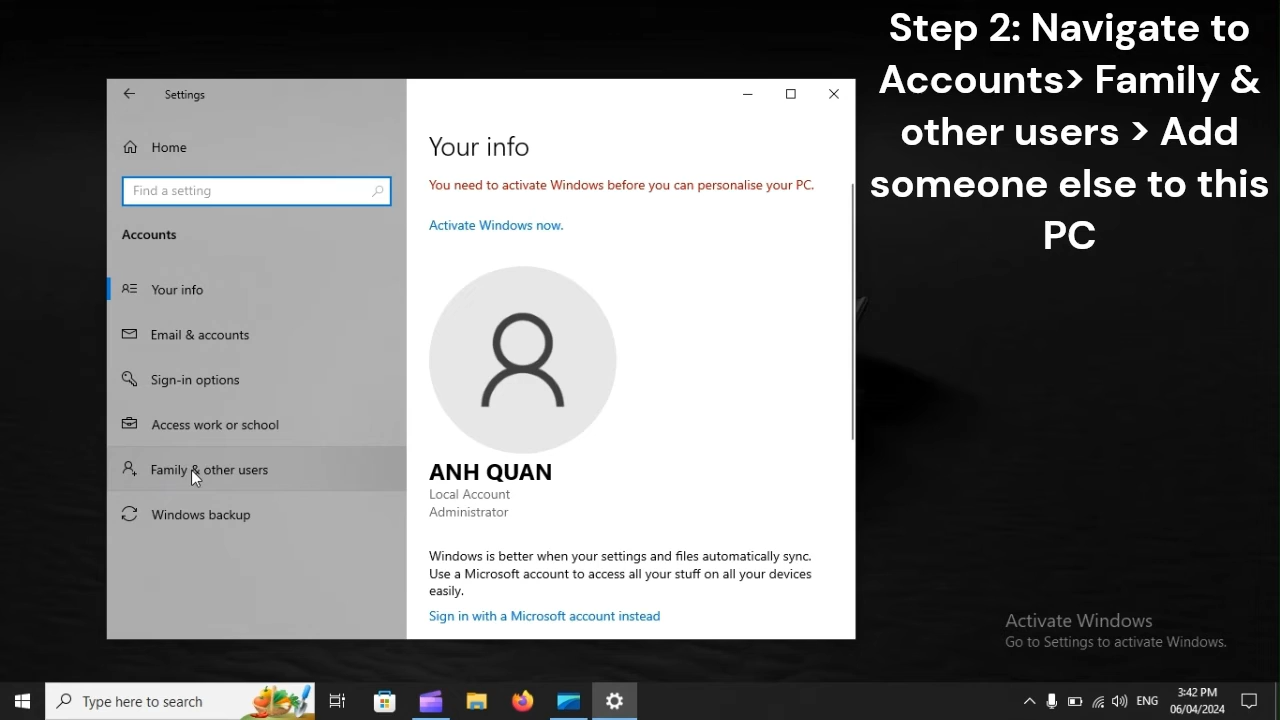 Step 2: Navigate to
Accounts> Family &
other users > Add
someone else to this
PC
Settings
Home
Find a setting
Accounts
Your info
Email & accounts
Sign-in options
Access work or school
Family & other users
Windows backup
Your info
You need to activate Windows before you can personalise your PC.
Activate Windows now.
ANH QUAN
Local Account
Administrator
Windows is better when your settings and files automatically sync.
Use a Microsoft account to access all your stuff on all your devices
easily.
Sign in with a Microsoft account instead
Activate Windows
Go to Settings to activate Windows.
Type here to search
ENG
3:42 PM
06/04/2024